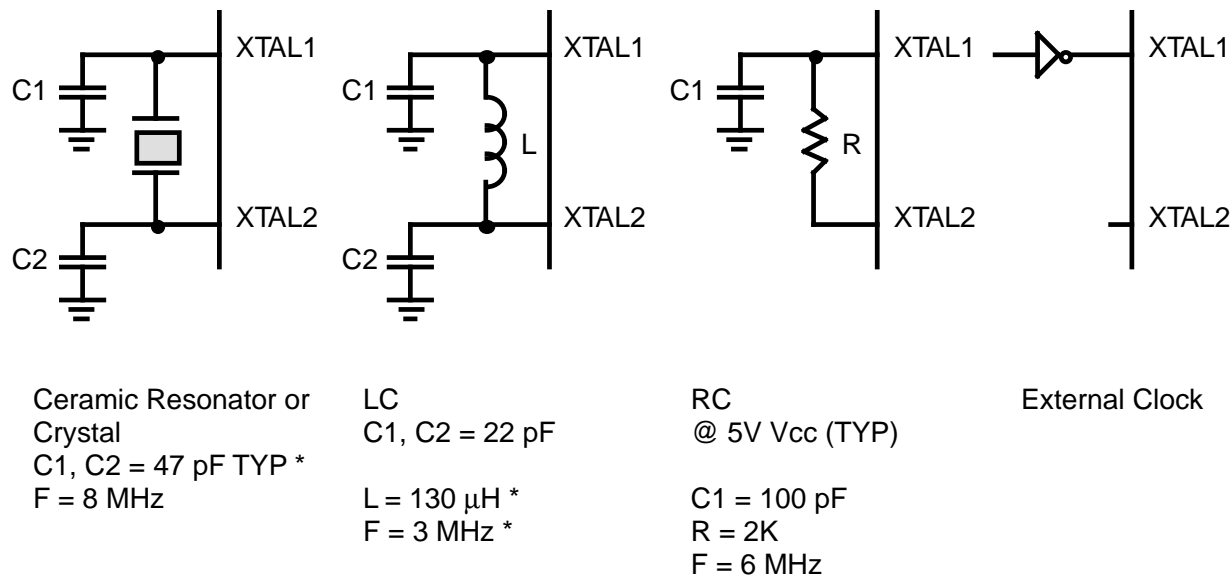 XTAL1
C1
XTAL2
C2
XTAL1
C1
L
XTAL2
C2
XTAL1
C1
R
XTAL2
XTAL1
XTAL2
Ceramic Resonator or
Crystal
C1, C2 = 47 pF TYP *
F = 8 MHz
LC
C1, C2 = 22 pF
L = 130 μH *
F = 3 MHz *
RC
@ 5V Vcc (TYP)
C1 = 100 pF
R = 2K
F = 6 MHz
External Clock